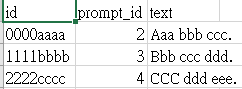 id prompt_id text
0000aaaa 2 Aaa bbb ccc.
1111bbbb 3 Bbb ccc ddd.
2222cccc 4 CCC ddd eee.